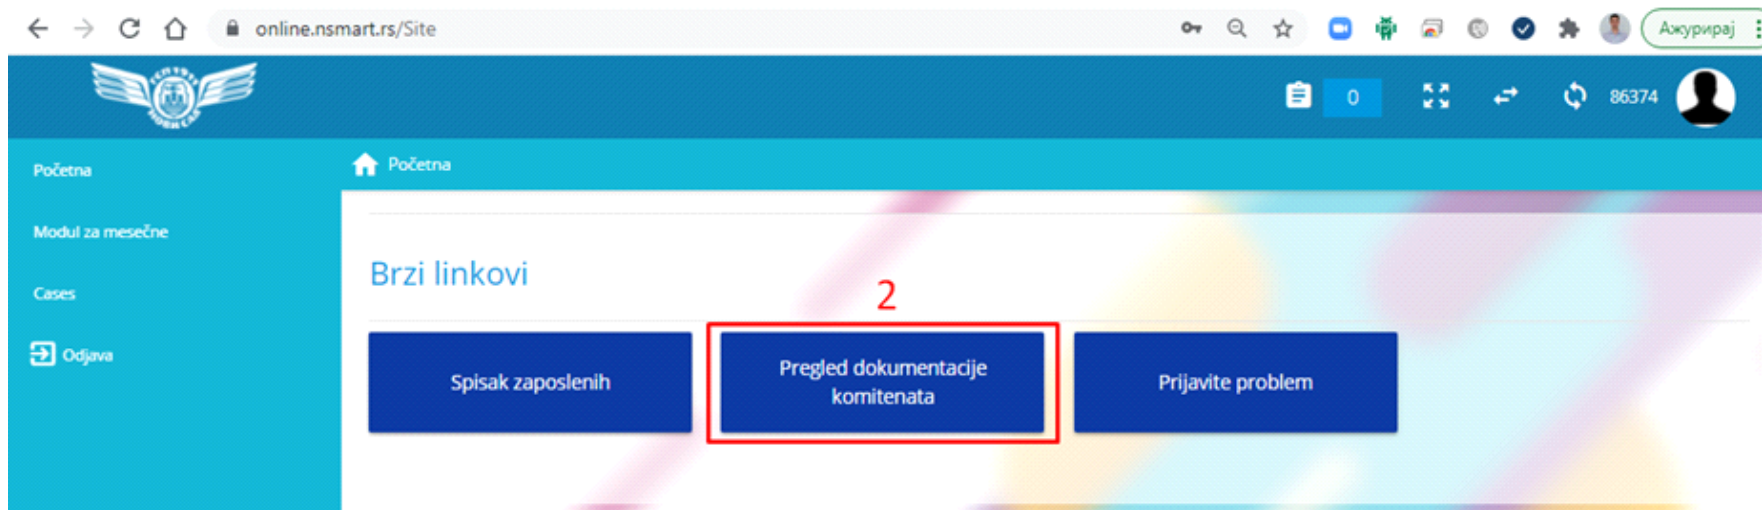 online.nsmart.rs/Site
Ажурирај
0
86374
Početna
Početna
Modul za mesečne
Cases
Odjava
Brzi linkovi
2
Spisak zaposlenih
Pregled dokumentacije
komitenata
Prijavite problem